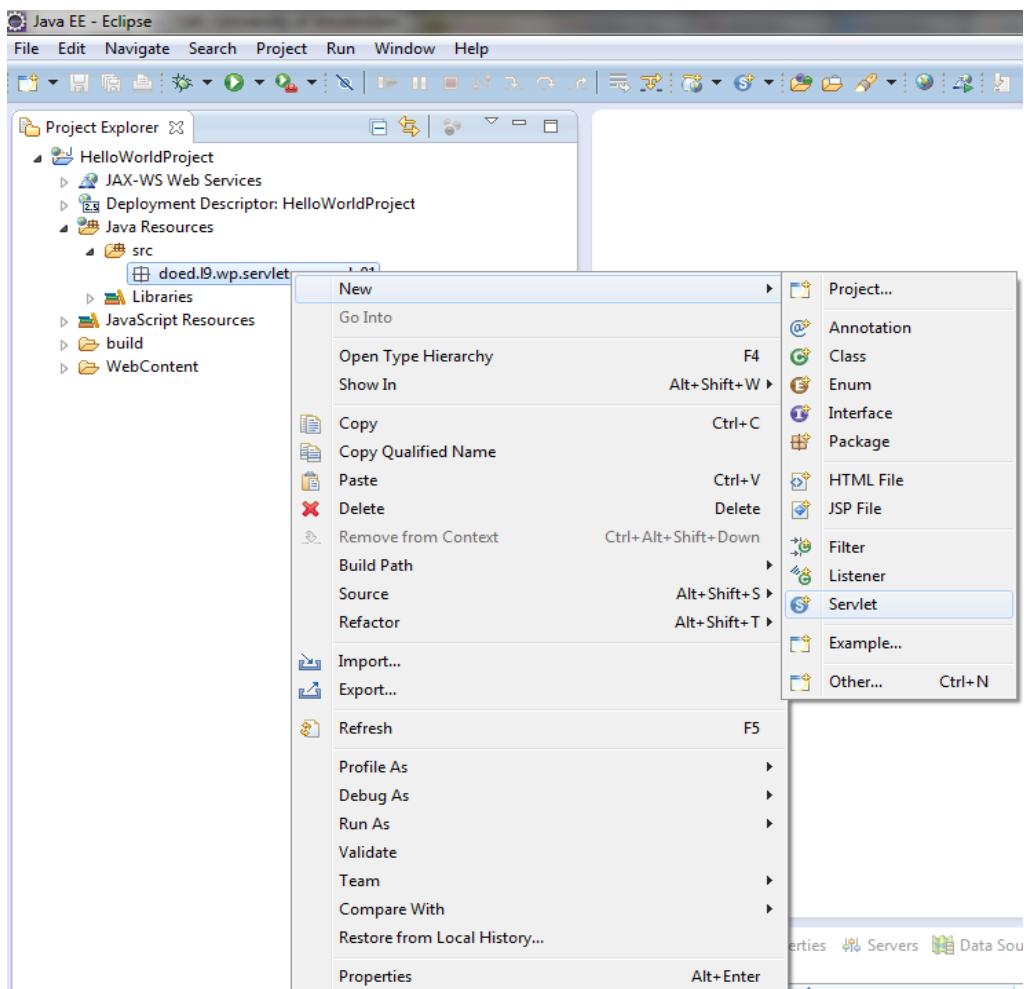 Java EE - Eclipse
File Edit Navigate Search Project Run Window Help
Project Explorer
HelloWorldProject
JAX-WS Web Services
2.5 Deployment Descriptor: HelloWorldProject
Java Resources
src
doed.l9.wp.servlet
Libraries
JavaScript Resources
build
WebContent
New
Go Into
Open Type Hierarchy F4
Show In Alt+Shift+W
Copy Ctrl+C
Copy Qualified Name
Paste Ctrl+V
Delete Delete
Remove from Context Ctrl+Alt+Shift+Down
Build Path
Source Alt+Shift+S
Refactor Alt+Shift+T
Import...
Export...
Refresh F5
Profile As
Debug As
Run As
Validate
Team
Compare With
Restore from Local History...
Properties Alt+Enter
Project...
Annotation
Class
Enum
Interface
Package
HTML File
JSP File
Filter
Listener
Servlet
Example...
Other... Ctrl+N
erties Servers Data Sou